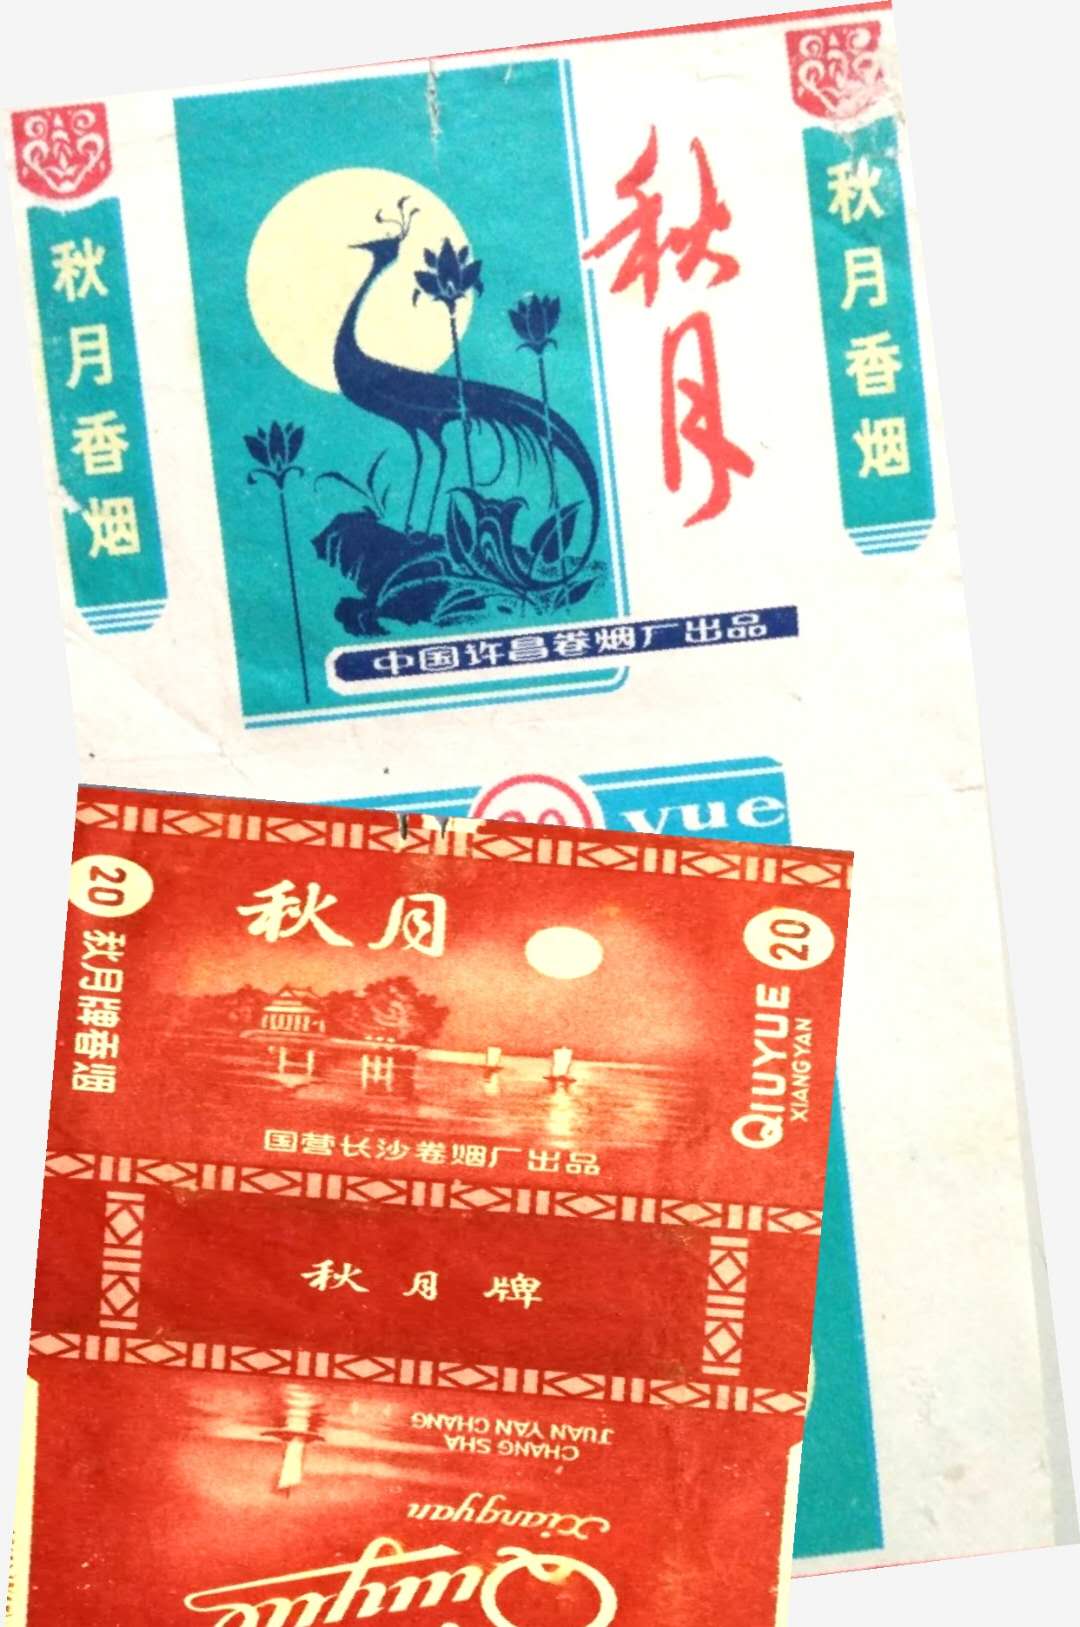 秋月香烟
秋月
秋月香烟
中国许昌卷烟厂出品
yue
20
秋月牌香烟
秋月
20
QIUYUE
XIANGYAN
国营长沙卷烟厂出品
秋月牌
CHANG SHA
JUAN YAN CHANG
Xiangyan
Qiuyue